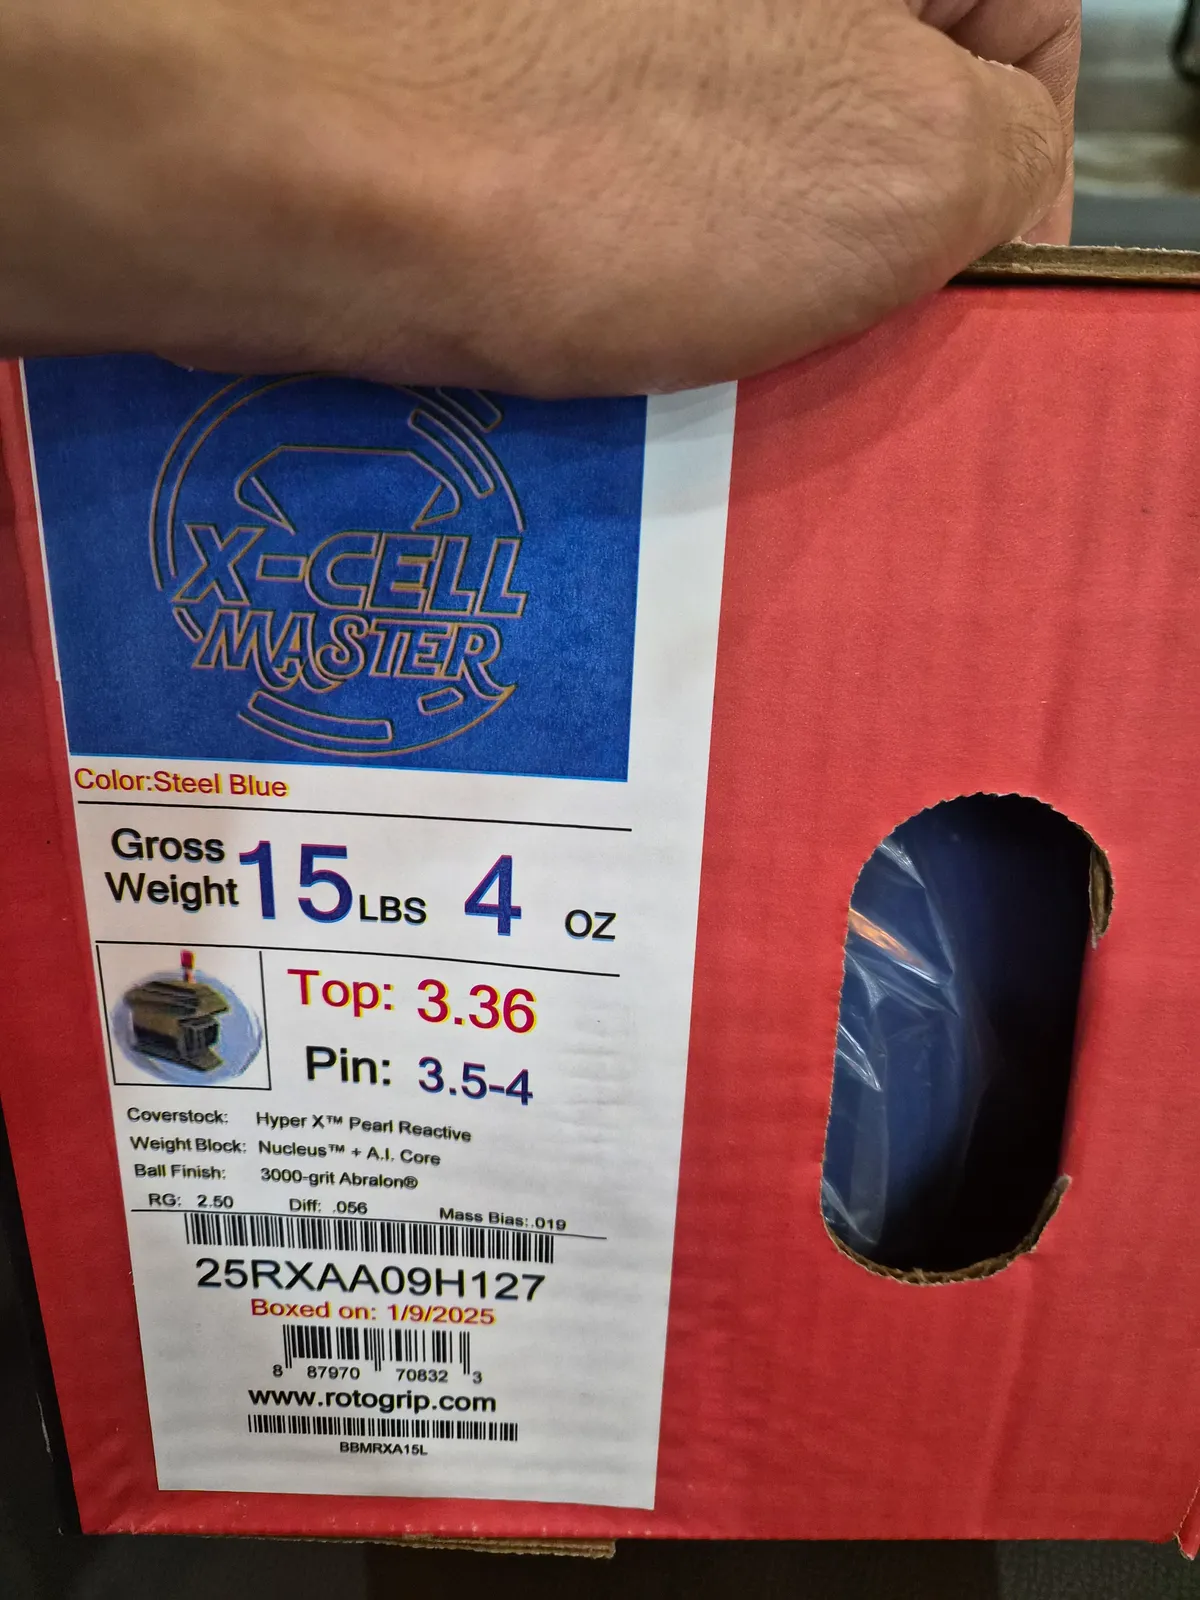 X-CELL
MASTER
Color:Steel Blue
Gross Weight 15 LBS 4 OZ
Top: 3.36
Pin: 3.5-4
Coverstock: Hyper X™ Pearl Reactive
Weight Block: Nucleus™ + A.I. Core
Ball Finish: 3000-grit Abralon®
RG: 2.50 Diff: .056 Mass Bias:.019
25RXAA09H127
Boxed on: 1/9/2025
8 87970 70832 3
www.rotogrip.com
BBMRXA15L